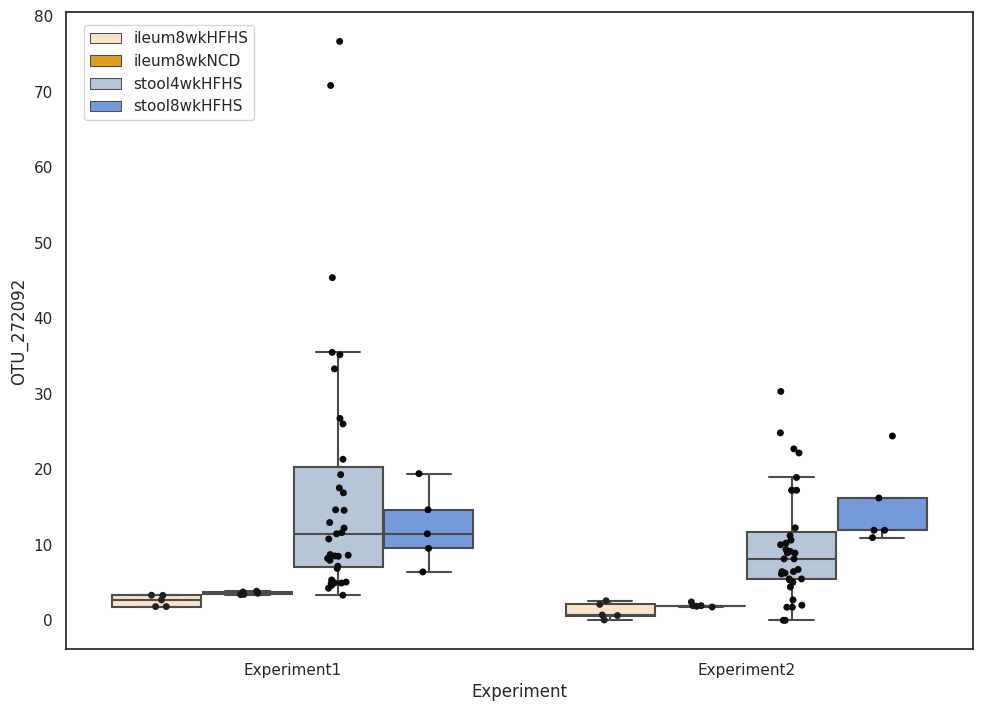 80
70
60
50
40
30
20
10
0
OTU_272092
ileum8wkHFHS
ileum8wkNCD
stool4wkHFHS
stool8wkHFHS
Experiment1
Experiment2
Experiment